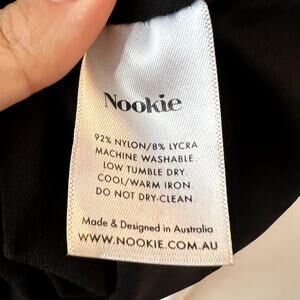 Nookie
92% NYLON/8% LYCRA
MACHINE WASHABLE.
LOW TUMBLE DRY.
COOL/WARM IRON.
DO NOT DRY-CLEAN.
Made & Designed in Australia
WWW.NOOKIE.COM.AU